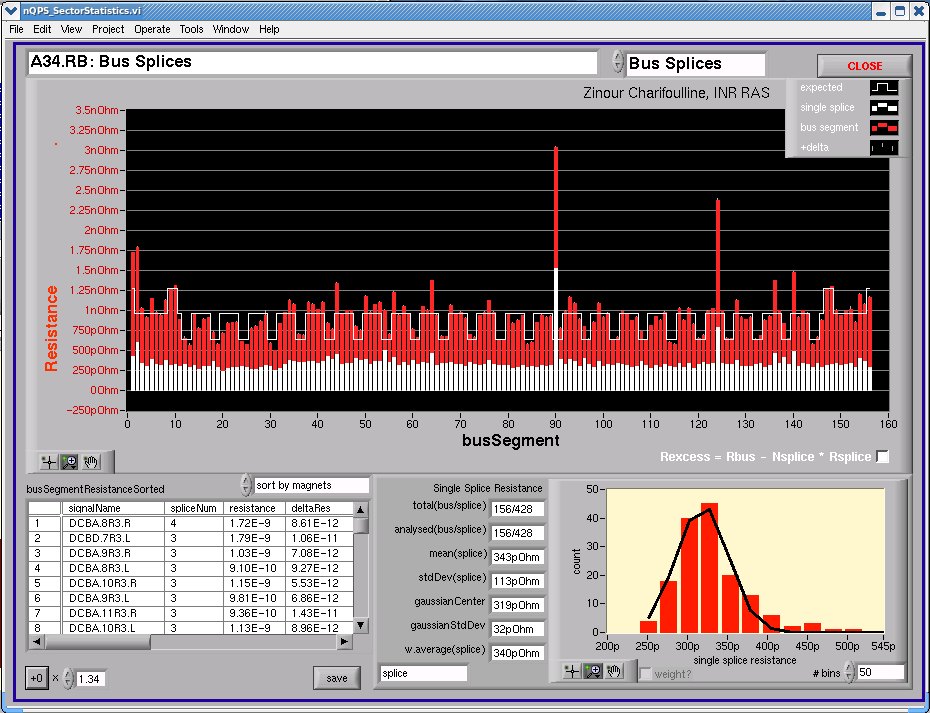 nQPS_SectorStatistics.vi
File Edit View Project Operate Tools Window Help
A34.RB: Bus Splices
Bus Splices
CLOSE
Zinour Charifoulline, INR RAS
expected
single splice
bus segment
+delta
Resistance
3.5nOhm
3.25nOhm
3nOhm
2.75nOhm
2.5nOhm
2.25nOhm
2nOhm
1.75nOhm
1.5nOhm
1.25nOhm
1nOhm
750pOhm
500pOhm
250pOhm
0Ohm
-250pOhm
0 10 20 30 40 50 60 70 80 90 100 110 120 130 140 150 160
busSegment
Rexcess = Rbus - Nsplice * Rsplice
busSegmentResistanceSorted
sort by magnets
signalName spliceNum resistance deltaRes
1 DCBA.8R3.R 4 1.72E-9 8.61E-12
2 DCBD.7R3.L 3 1.79E-9 1.06E-11
3 DCBA.9R3.R 3 1.03E-9 7.08E-12
4 DCBA.8R3.L 3 9.10E-10 9.27E-12
5 DCBA.10R3.R 3 1.15E-9 5.53E-12
6 DCBA.9R3.L 3 9.81E-10 6.86E-12
7 DCBA.11R3.R 3 9.36E-10 1.43E-11
8 DCBA.10R3.L 3 1.13E-9 8.96E-12
+0 x 1.34
save
Single Splice Resistance
total(bus/splice) 156/428
analysed(bus/splice) 156/428
mean(splice) 343pOhm
stdDev(splice) 113pOhm
gaussianCenter 319pOhm
gaussianStdDev 32pOhm
w.average(splice) 340pOhm
splice
count
50
40
30
20
10
0
200p 250p 300p 350p 400p 450p 500p 545p
single splice resistance
weight?
# bins 50